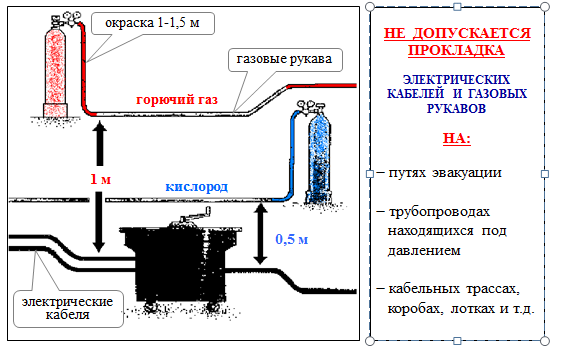 окраска 1-1,5 м
газовые рукава
горючий газ
1 м
кислород
0,5 м
электрические
кабеля
НЕ ДОПУСКАЕТСЯ
ПРОКЛАДКА
ЭЛЕКТРИЧЕСКИХ
КАБЕЛЕЙ И ГАЗОВЫХ
РУКАВОВ
НА:
– путях эвакуации
– трубопроводах
находящихся под
давлением
– кабельных трассах,
коробах, лотках и т.д.